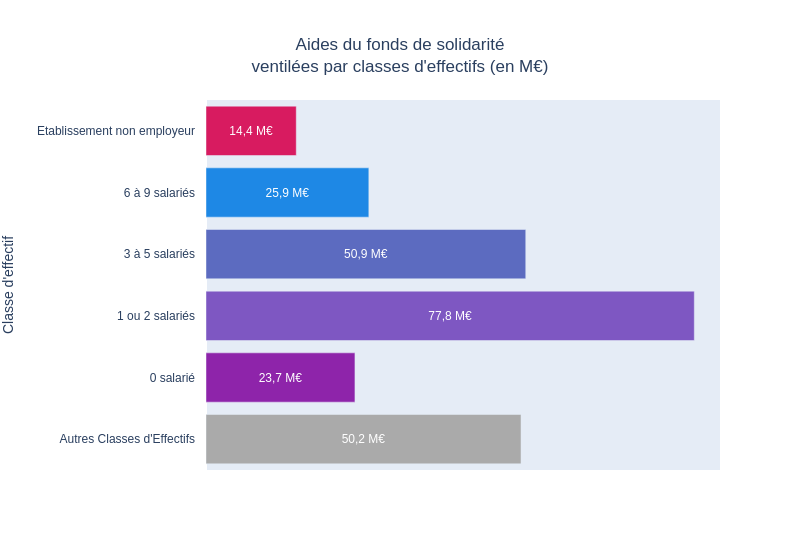 Aides du fonds de solidarité
ventilées par classes d'effectifs (en M€)
Classe d'effectif
Etablissement non employeur
14,4 M€
6 à 9 salariés
25,9 M€
3 à 5 salariés
50,9 M€
1 ou 2 salariés
77,8 M€
0 salarié
23,7 M€
Autres Classes d'Effectifs
50,2 M€